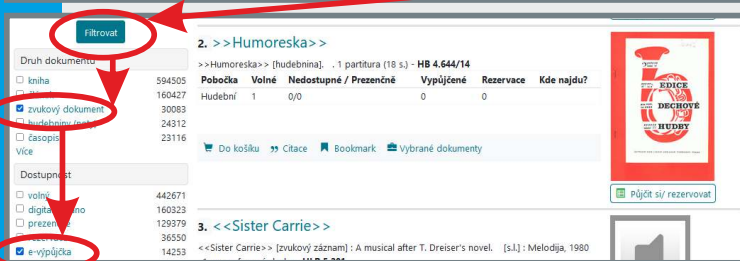 Filtrovat
Druh dokumentu
kniha 594505
160427
zvukový dokument 30083
hudebniny (noty) 24312
časopis 23116
Více
Dostupnost
volný 442671
160323
prezenčně 129379
36550
e-výpůjčka 14253
2. >>Humoreska>>
>>Humoreska>> [hudebnina]. . 1 partitura (18 s.) - HB 4.644/14
Pobočka Volné Nedostupné / Prezenčně Vypůjčené Rezervace Kde najdu?
Hudební 1 0/0 0 0
Do košíku Citace Bookmark Vybrané dokumenty
EDICE
DECHOVÉ
HUDBY
Půjčit si/ rezervovat
3. <<Sister Carrie>>
<<Sister Carrie>> [zvukový záznam] : A musical after T. Dreiser's novel. [s.l.] : Melodija, 1980